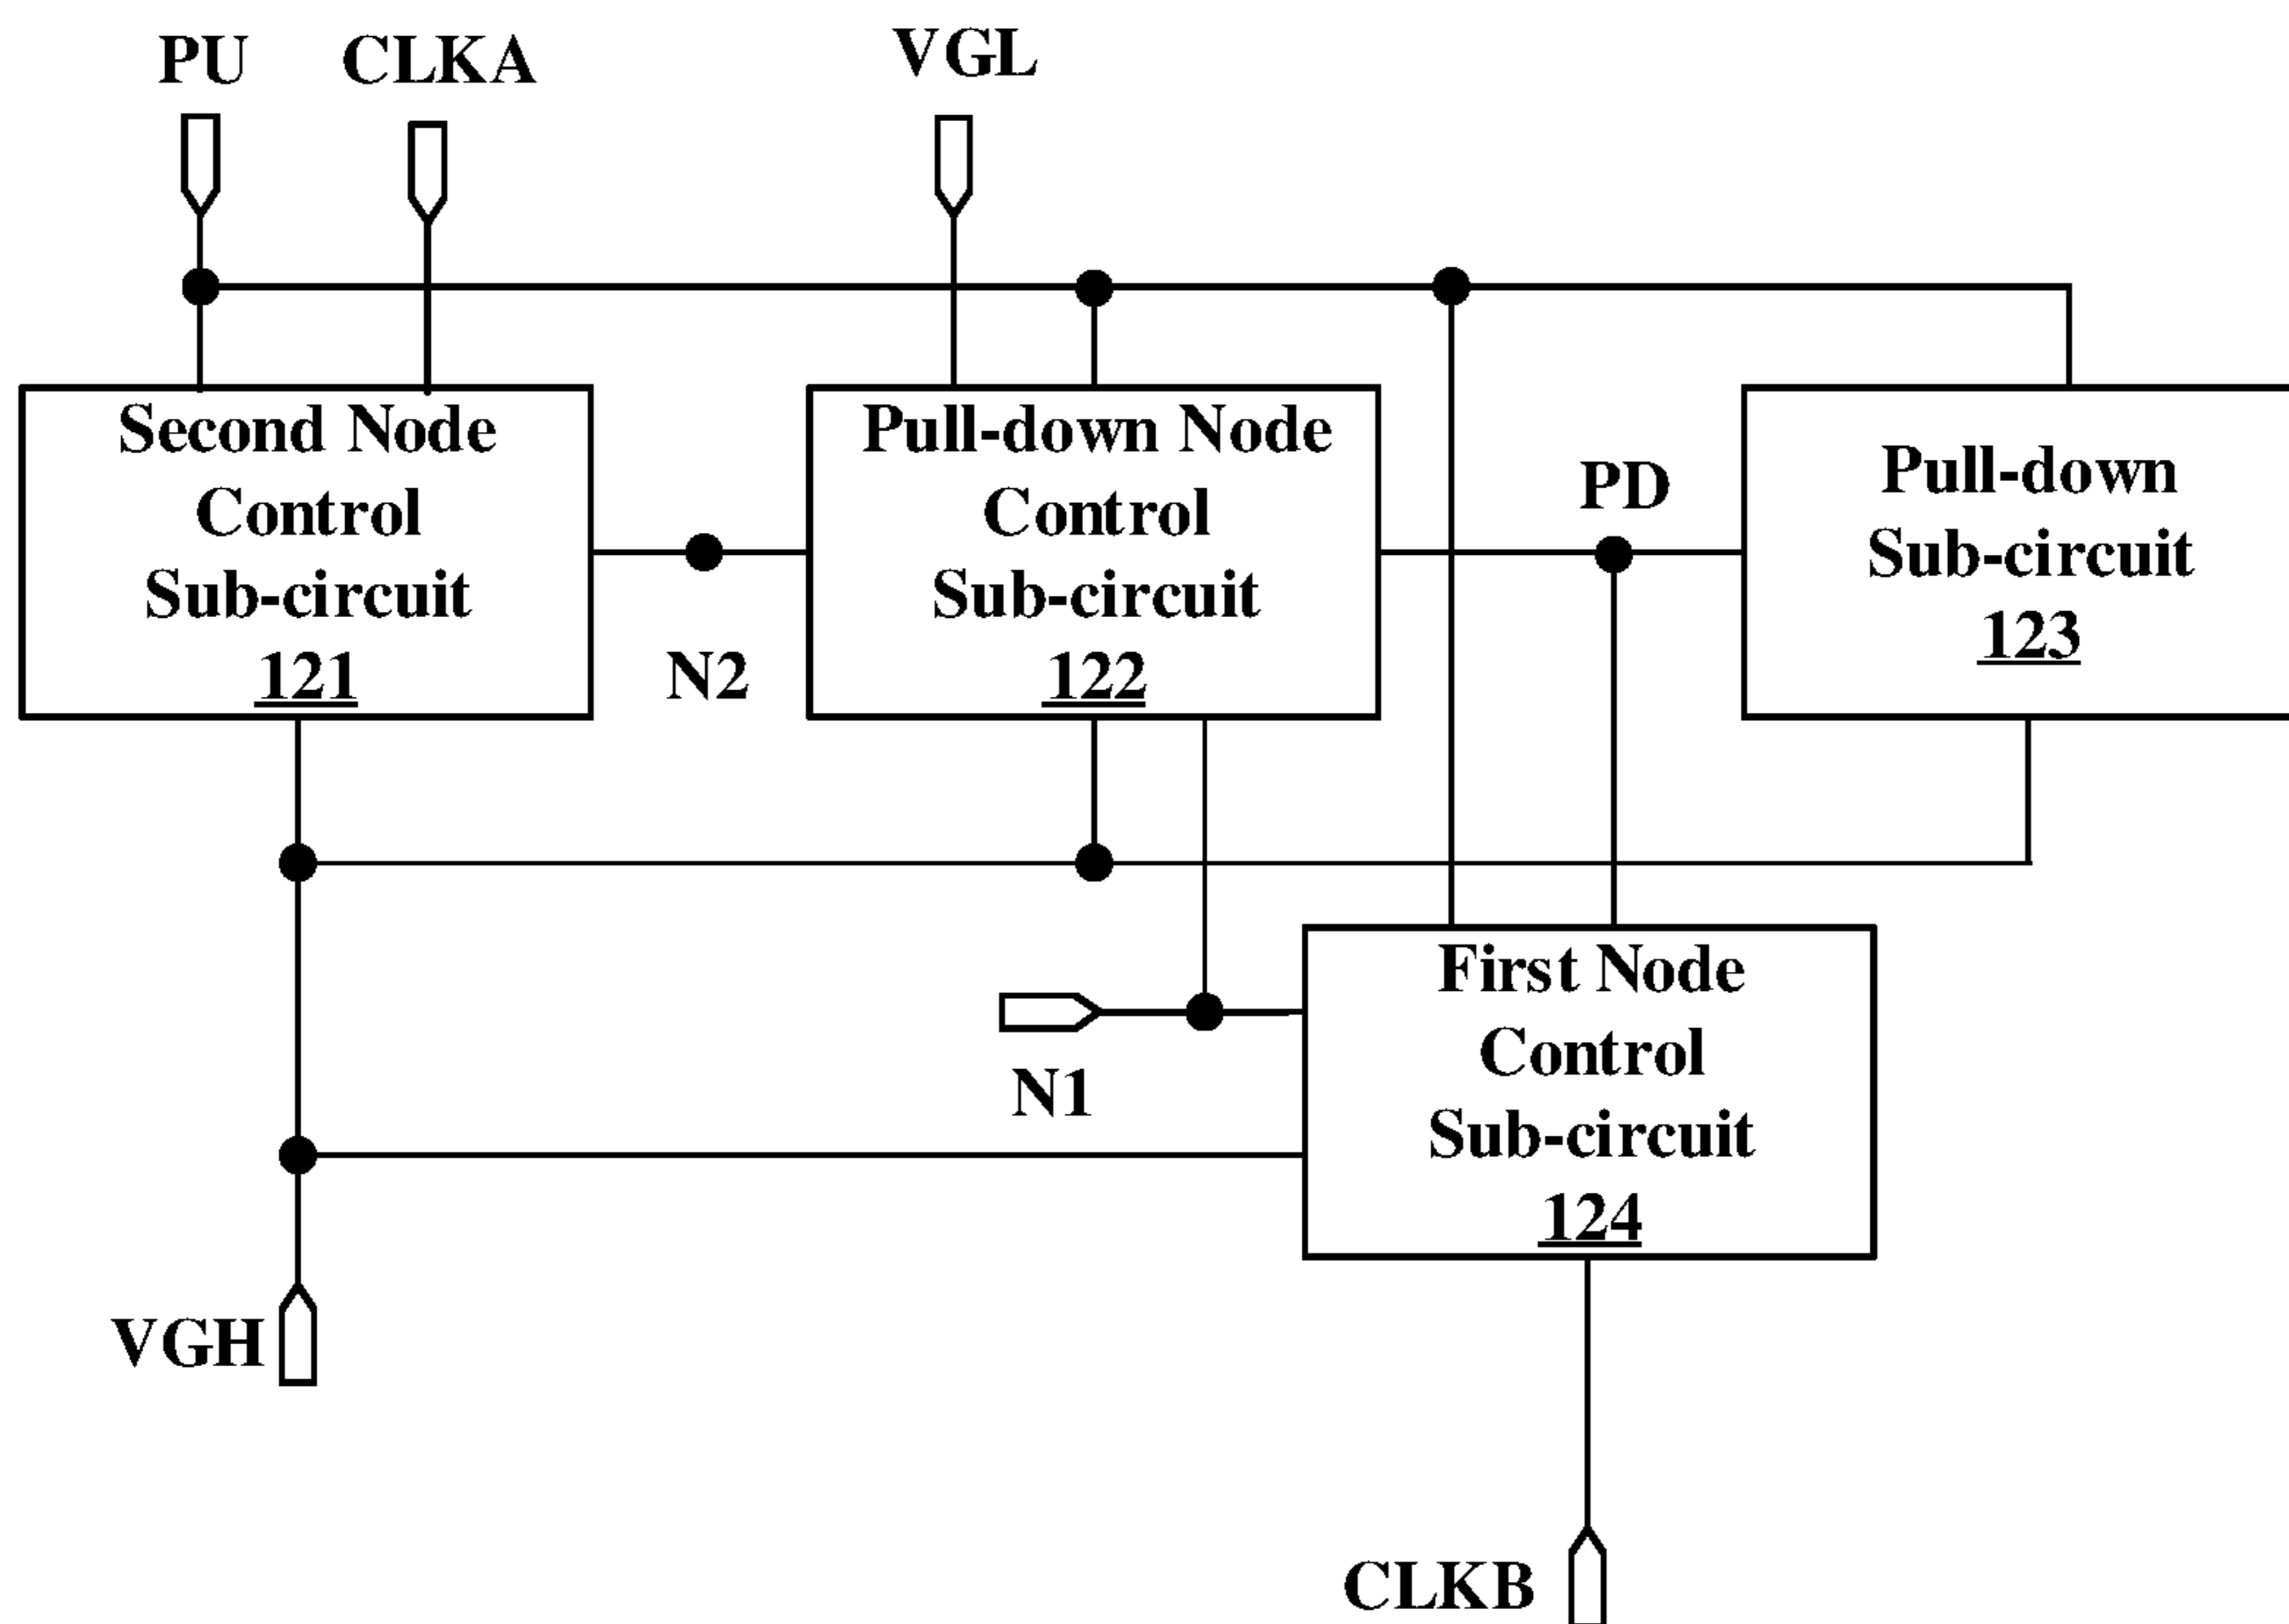 PU
CLKA
VGL
Second Node
Control
Sub-circuit
121
N2
Pull-down Node
Control
Sub-circuit
122
PD
Pull-down
Sub-circuit
123
N1
First Node
Control
Sub-circuit
124
VGH
CLKB